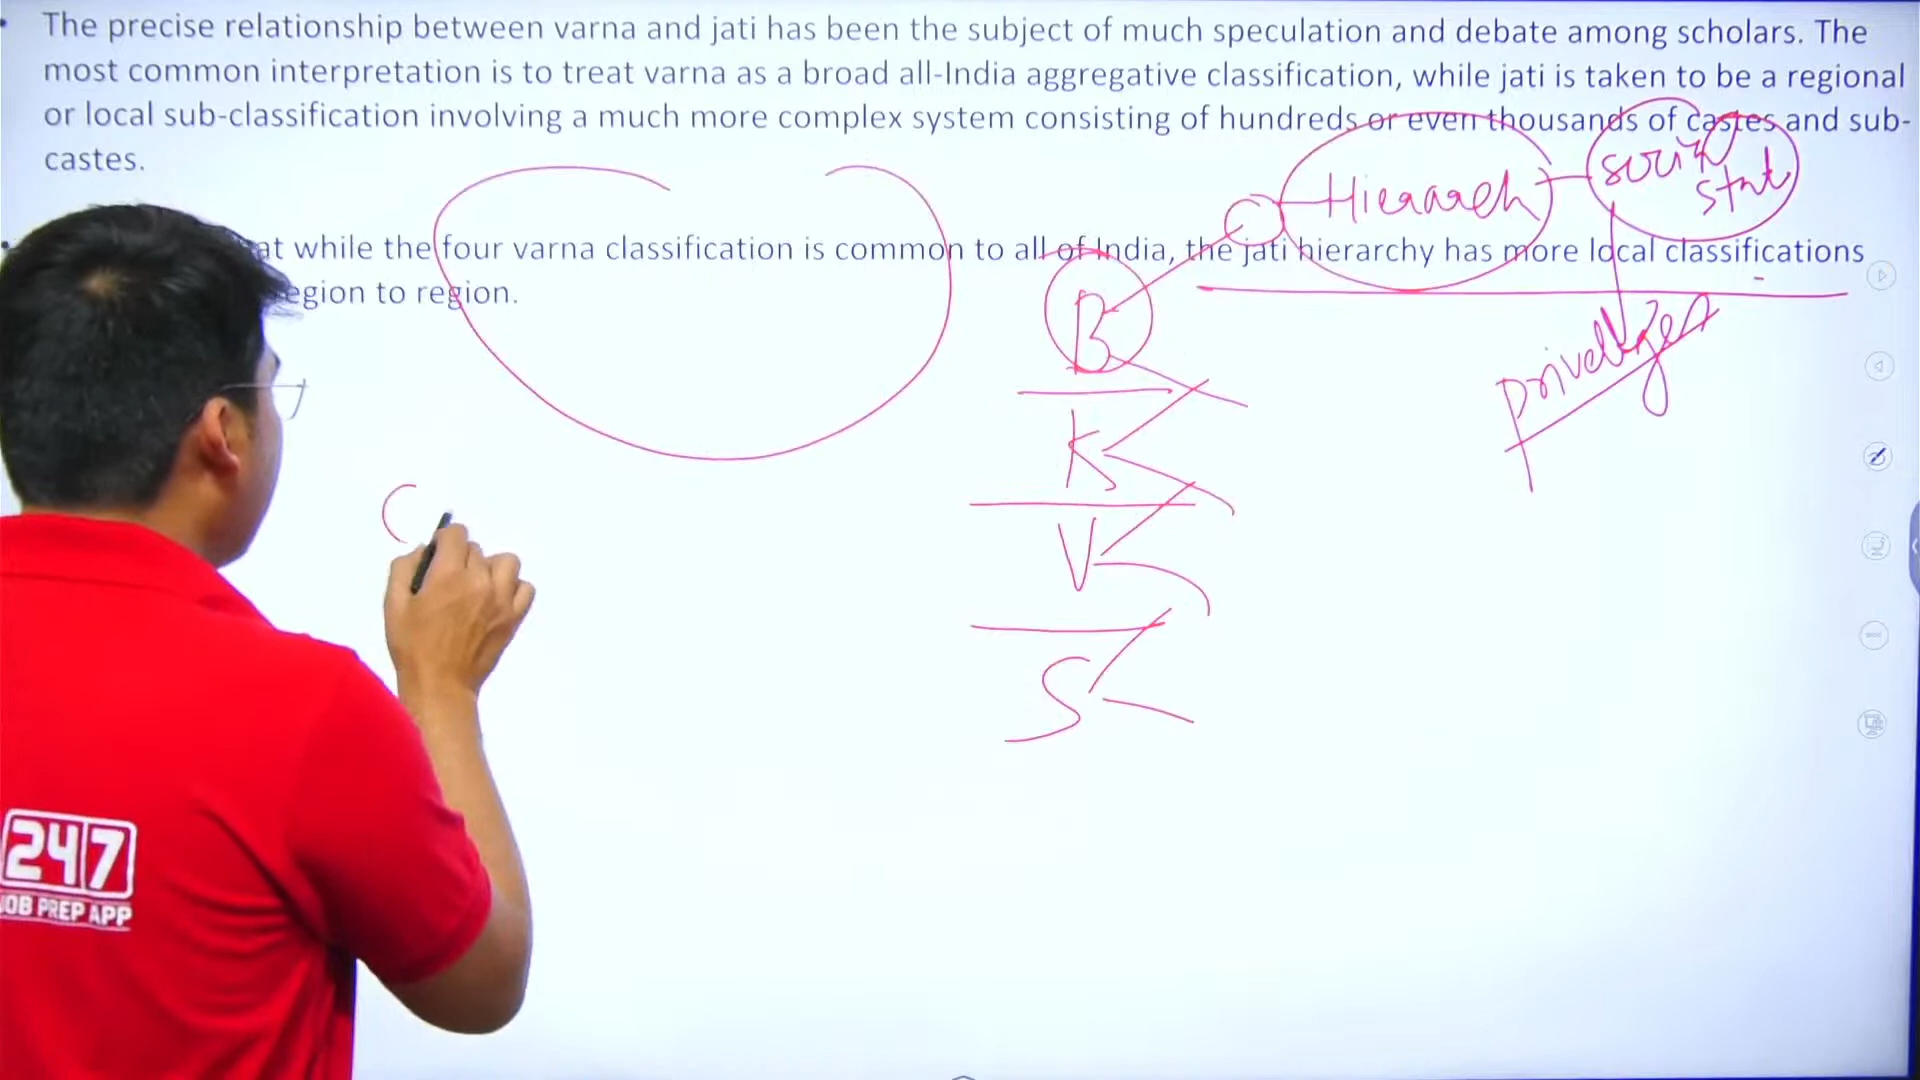 The precise relationship between varna and jati has been the subject of much speculation and debate among scholars. The
most common interpretation is to treat varna as a broad all-India aggregative classification, while jati is taken to be a regional
or local sub-classification involving a much more complex system consisting of hundreds or even thousands of castes and sub-
castes.
at while the four varna classification is common to all of India, the jati hierarchy has more local classifications
egion to region.
Hierarch
social
stat
privelizes
B
K
V
S
C
247
JOB PREP APP